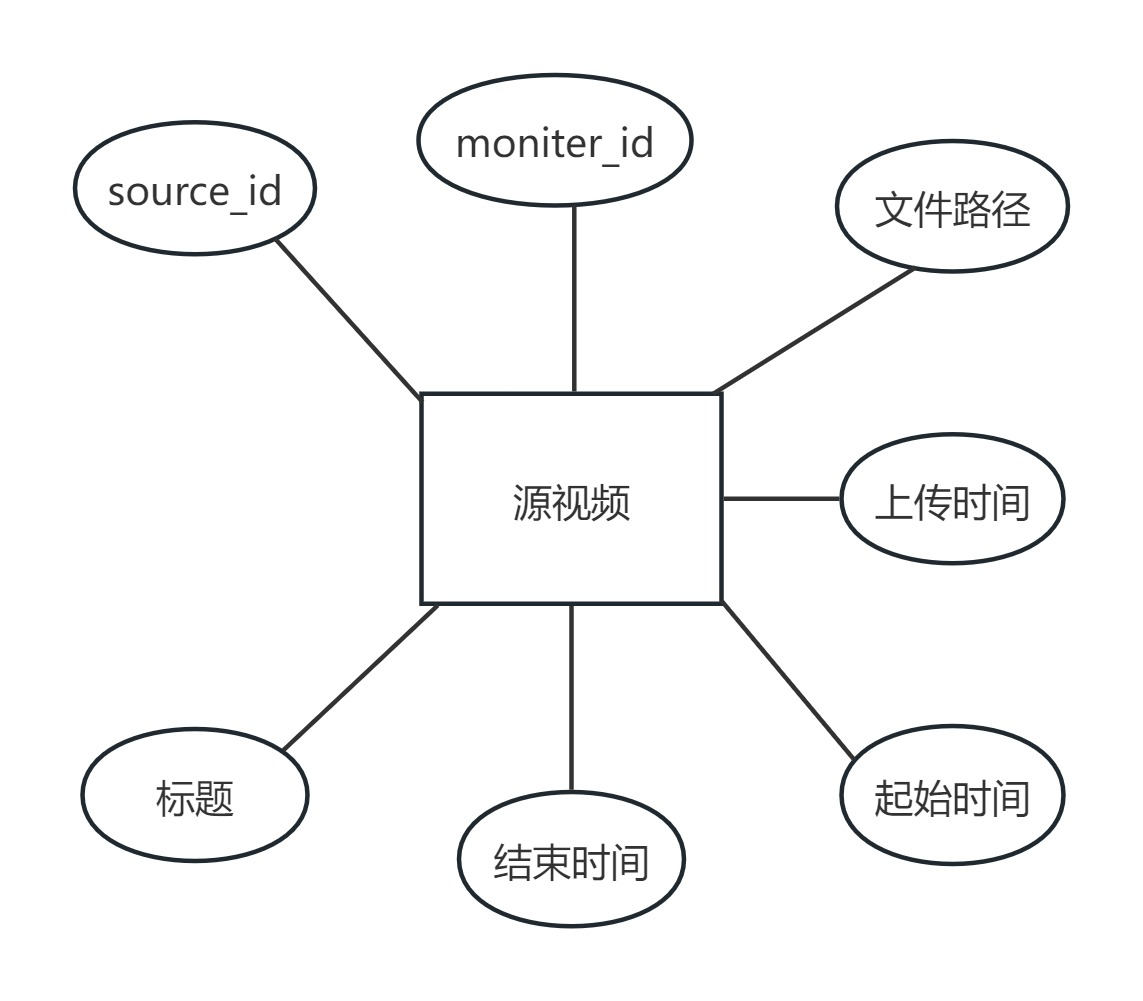 moniter_id
source_id
文件路径
源视频
上传时间
标题
起始时间
结束时间